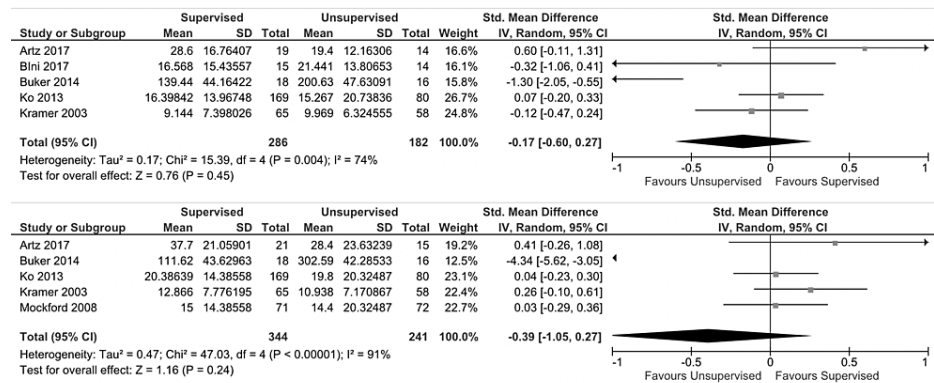 Supervised Unsupervised Std. Mean Difference Std. Mean Difference
Study or Subgroup Mean SD Total Mean SD Total Weight IV, Random, 95% CI IV, Random, 95% CI
Artz 2017 28.6 16.76407 19 19.4 12.16306 14 16.6% 0.60 [-0.11, 1.31]
BIni 2017 16.568 15.43557 15 21.441 13.80653 14 16.1% -0.32 [-1.06, 0.41]
Buker 2014 139.44 44.16422 18 200.63 47.63091 16 15.8% -1.30 [-2.05, -0.55]
Ko 2013 16.39842 13.96748 169 15.267 20.73836 80 26.7% 0.07 [-0.20, 0.33]
Kramer 2003 9.144 7.398026 65 9.969 6.324555 58 24.8% -0.12 [-0.47, 0.24]
Total (95% CI) 286 182 100.0% -0.17 [-0.60, 0.27]
Heterogeneity: Tau² = 0.17; Chi² = 15.39, df = 4 (P = 0.004); I² = 74%
Test for overall effect: Z = 0.76 (P = 0.45)
-1 -0.5 0 0.5 1
Favours Unsupervised Favours Supervised
Supervised Unsupervised Std. Mean Difference Std. Mean Difference
Study or Subgroup Mean SD Total Mean SD Total Weight IV, Random, 95% CI IV, Random, 95% CI
Artz 2017 37.7 21.05901 21 28.4 23.63239 15 19.2% 0.41 [-0.26, 1.08]
Buker 2014 111.62 43.62963 18 302.59 42.28533 16 12.5% -4.34 [-5.62, -3.05]
Ko 2013 20.38639 14.38558 169 19.8 20.32487 80 23.1% 0.04 [-0.23, 0.30]
Kramer 2003 12.866 7.776195 65 10.938 7.170867 58 22.4% 0.26 [-0.10, 0.61]
Mockford 2008 15 14.38558 71 14.4 20.32487 72 22.7% 0.03 [-0.29, 0.36]
Total (95% CI) 344 241 100.0% -0.39 [-1.05, 0.27]
Heterogeneity: Tau² = 0.47; Chi² = 47.03, df = 4 (P < 0.00001); I² = 91%
Test for overall effect: Z = 1.16 (P = 0.24)
-1 -0.5 0 0.5 1
Favours Unsupervised Favours Supervised